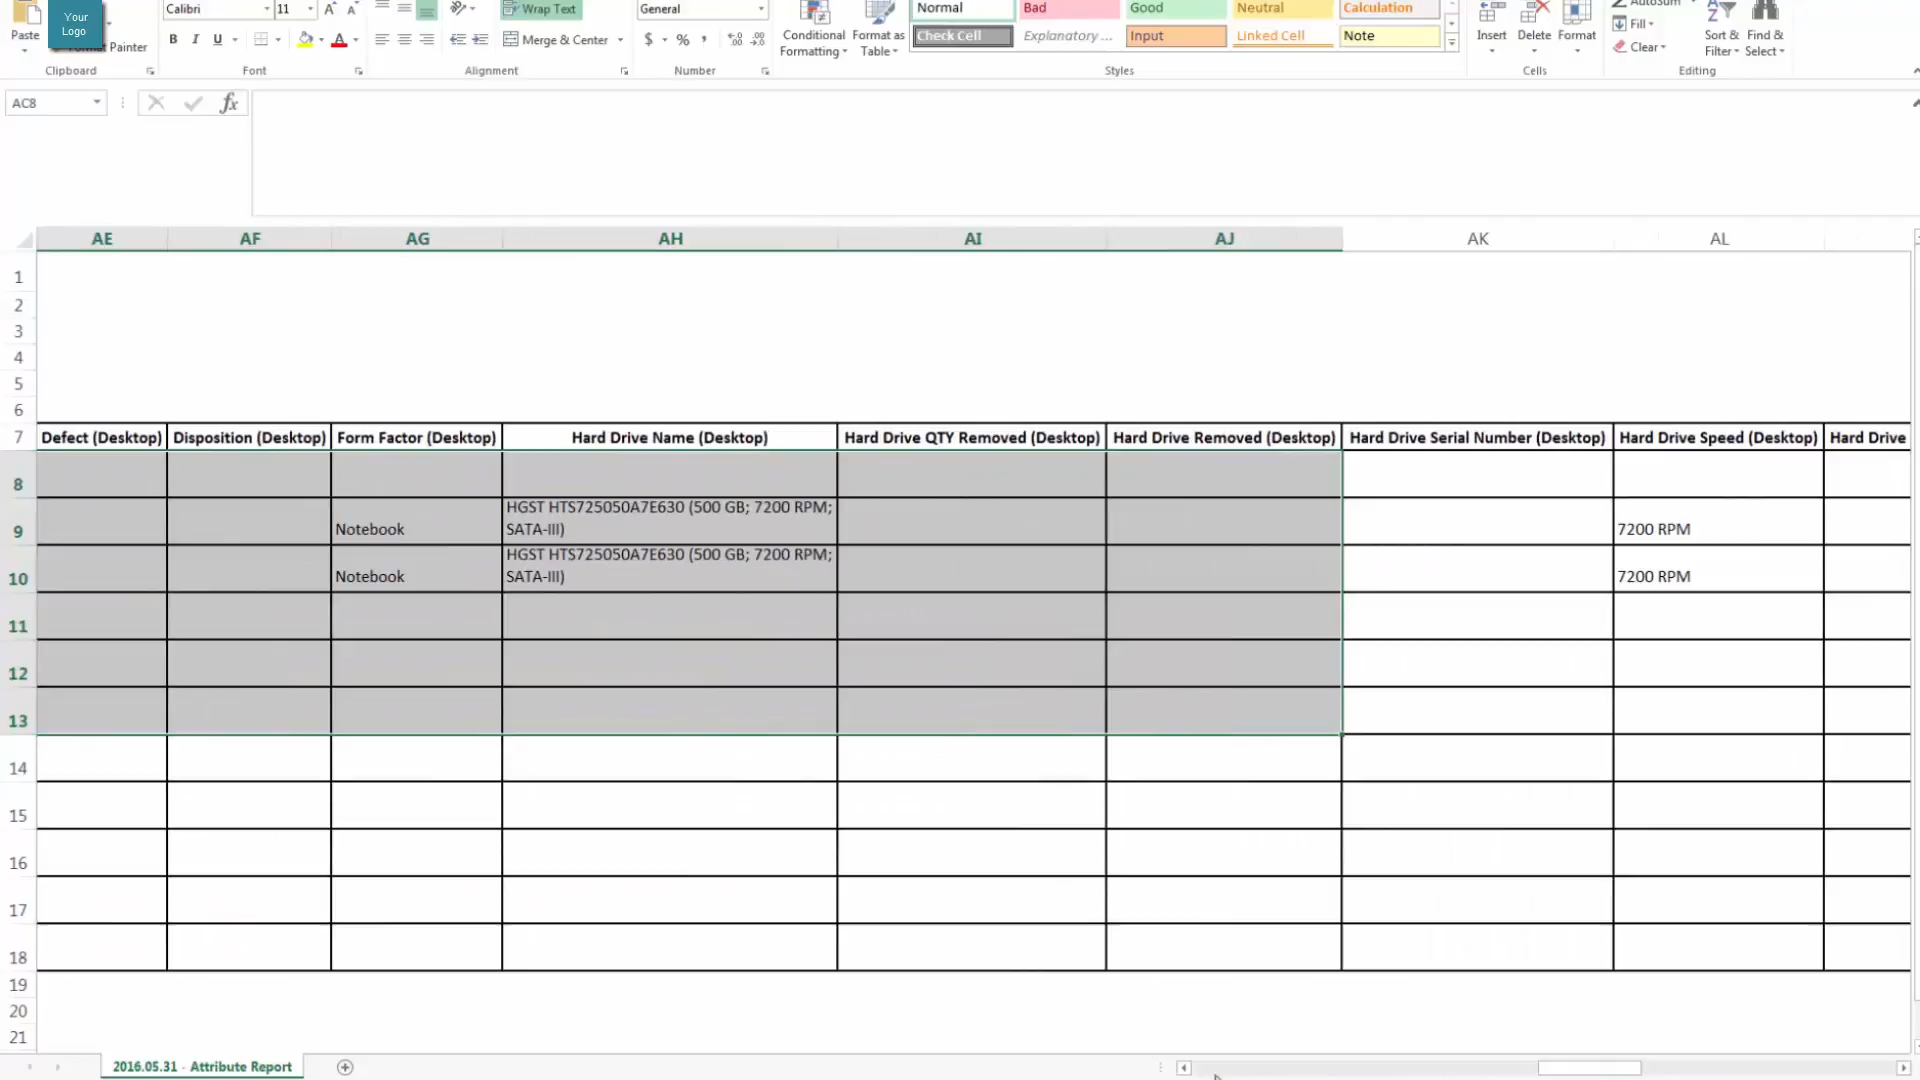 Your
Logo
Paste
Format Painter
Clipboard
Calibri 11
B I U
Font
Wrap Text
Merge & Center
Alignment
General
$ % ,
Number
Conditional
Formatting
Format as
Table
Normal Bad Good Neutral Calculation
Check Cell Explanatory ... Input Linked Cell Note
Styles
Insert Delete Format
Cells
AutoSum
Fill
Clear
Sort &
Filter
Find &
Select
Editing
AC8 fx
AE AF AG AH AI AJ AK AL
1
2
3
4
5
6
7 Defect (Desktop) Disposition (Desktop) Form Factor (Desktop) Hard Drive Name (Desktop) Hard Drive QTY Removed (Desktop) Hard Drive Removed (Desktop) Hard Drive Serial Number (Desktop) Hard Drive Speed (Desktop) Hard Drive
8
HGST HTS725050A7E630 (500 GB; 7200 RPM;
9 Notebook SATA-III) 7200 RPM
HGST HTS725050A7E630 (500 GB; 7200 RPM;
10 Notebook SATA-III) 7200 RPM
11
12
13
14
15
16
17
18
19
20
21
2016.05.31 - Attribute Report